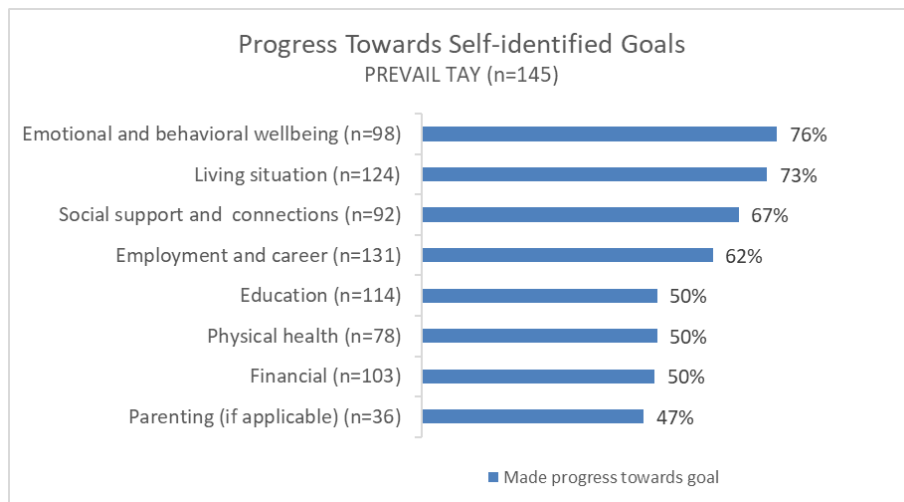 Progress Towards Self-identified Goals
PREVAIL TAY (n=145)
Emotional and behavioral wellbeing (n=98) 76%
Living situation (n=124) 73%
Social support and connections (n=92) 67%
Employment and career (n=131) 62%
Education (n=114) 50%
Physical health (n=78) 50%
Financial (n=103) 50%
Parenting (if applicable) (n=36) 47%
Made progress towards goal